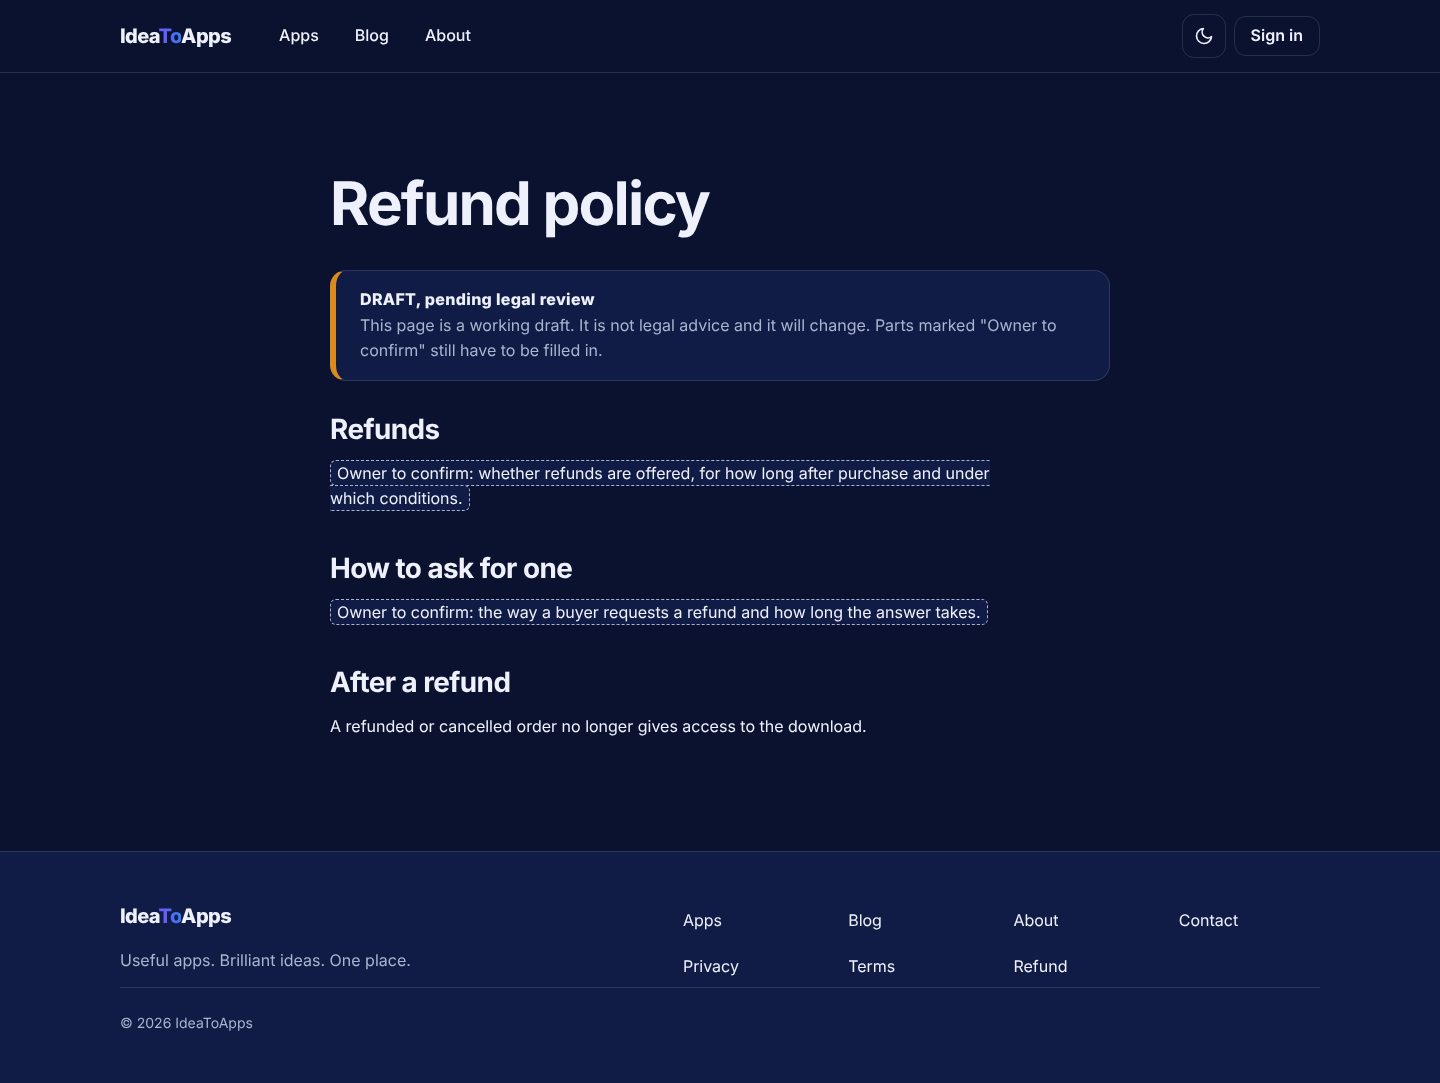 IdeaToApps
Apps
Blog
About
Sign in
Refund policy
DRAFT, pending legal review
This page is a working draft. It is not legal advice and it will change. Parts marked "Owner to
confirm" still have to be filled in.
Refunds
Owner to confirm: whether refunds are offered, for how long after purchase and under
which conditions.
How to ask for one
Owner to confirm: the way a buyer requests a refund and how long the answer takes.
After a refund
A refunded or cancelled order no longer gives access to the download.
IdeaToApps
Useful apps. Brilliant ideas. One place.
Apps
Blog
About
Contact
Privacy
Terms
Refund
© 2026 IdeaToApps